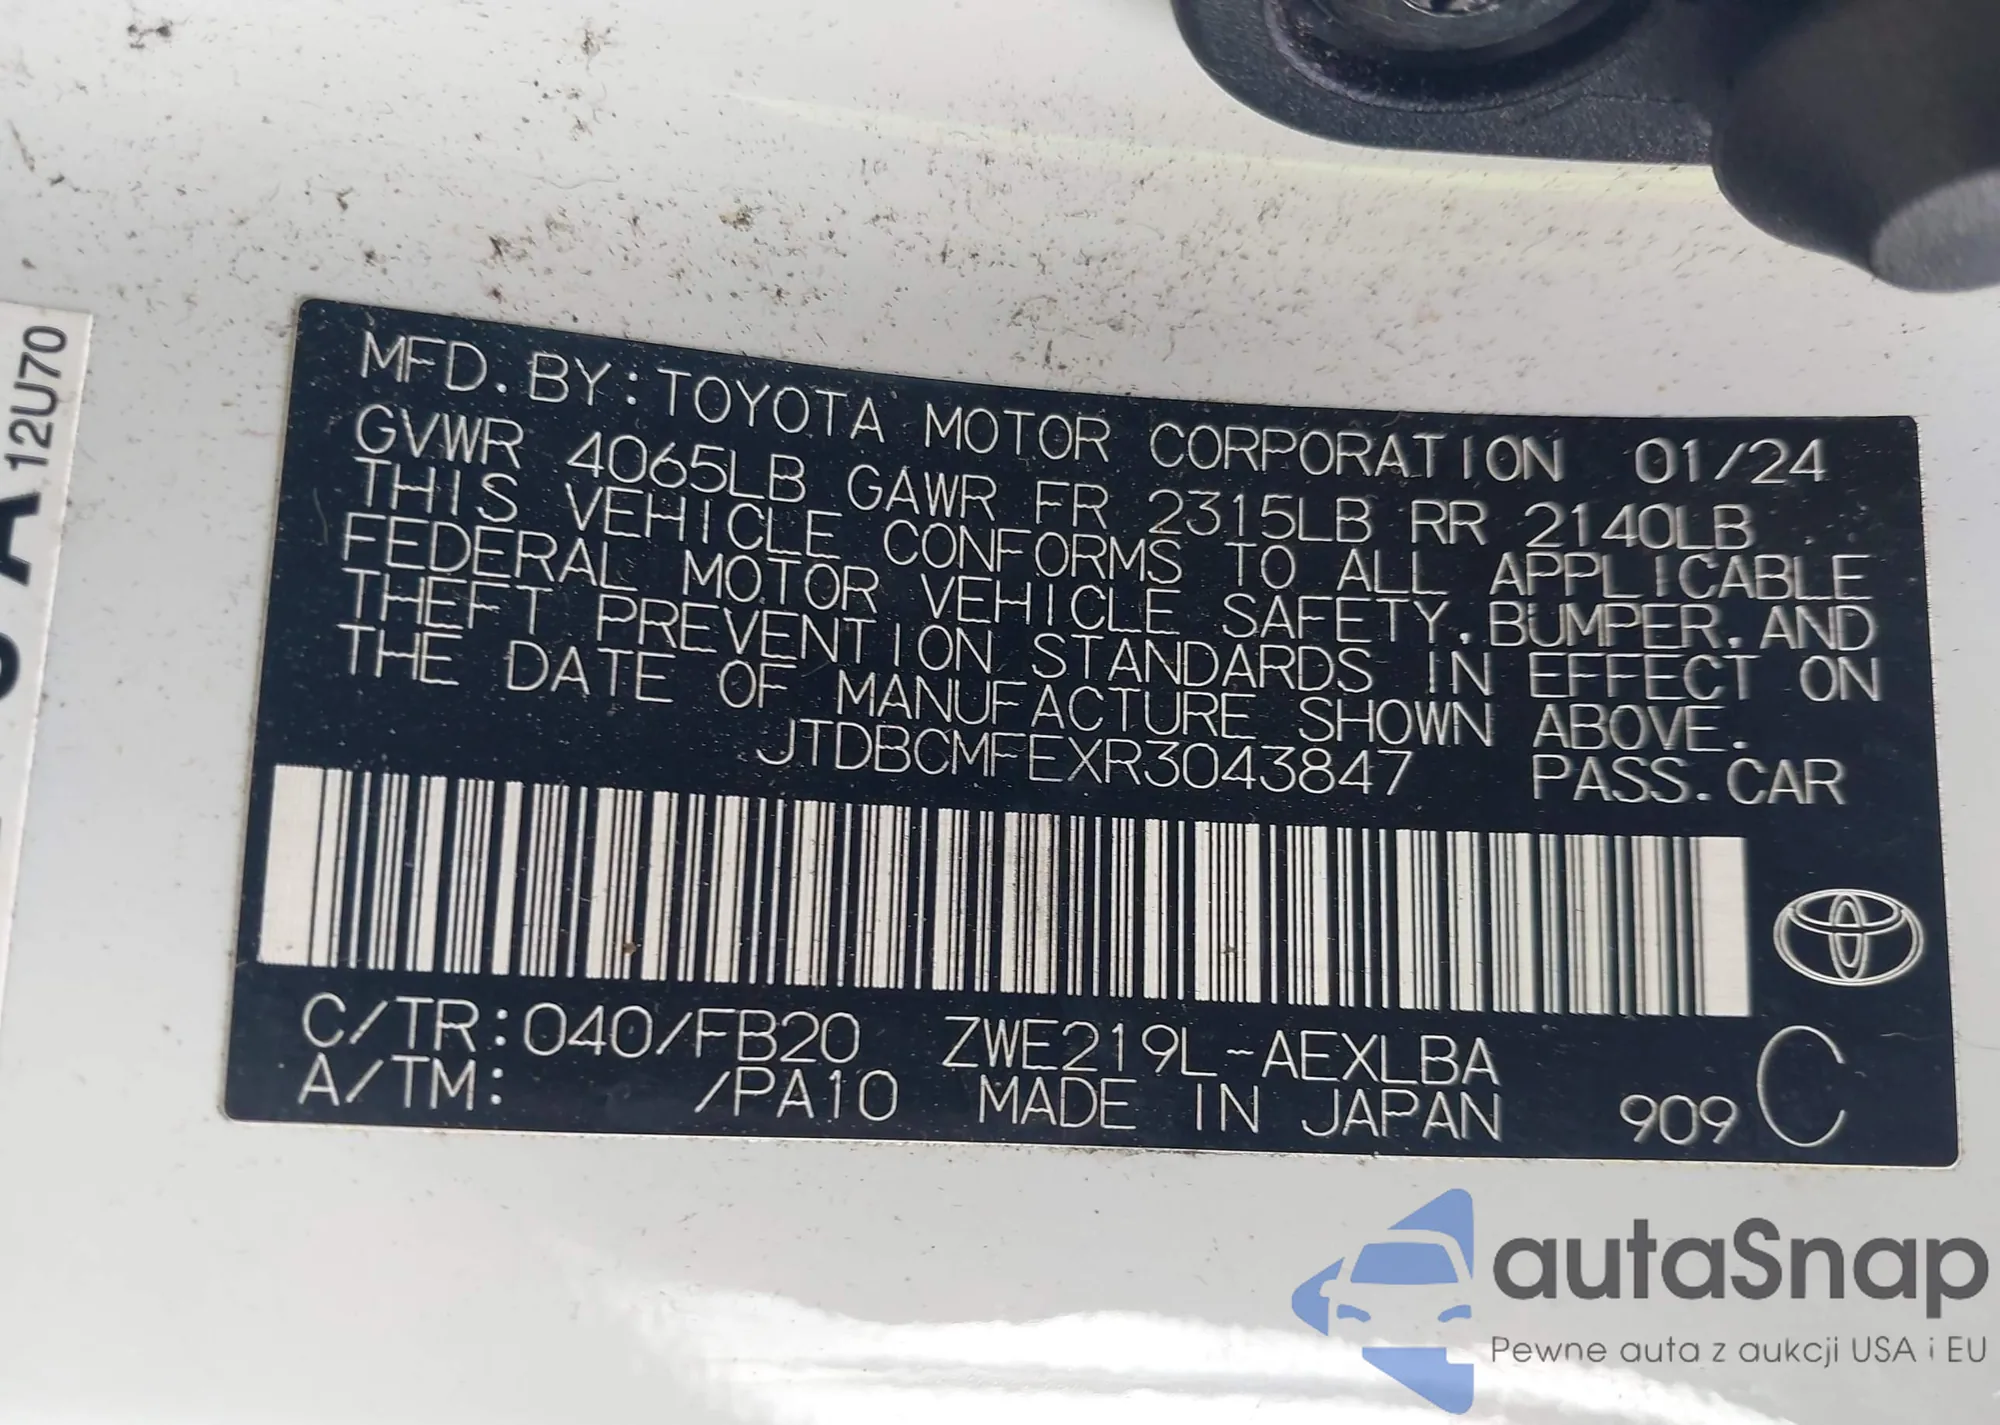 MFD. BY:TOYOTA MOTOR CORPORATION 01/24
GVWR 4065LB GAWR FR 2315LB RR 2140LB
THIS VEHICLE CONFORMS TO ALL APPLICABLE
FEDERAL MOTOR VEHICLE SAFETY, BUMPER, AND
THEFT PREVENTION STANDARDS IN EFFECT ON
THE DATE OF MANUFACTURE SHOWN ABOVE.
JTDBCMFEXR3043847 PASS. CAR
C/TR:040/FB20 ZWE219L-AEXLBA
A/TM: /PA10 MADE IN JAPAN 909 C
12U70
autaSnap
Pewne auta z aukcji USA i EU